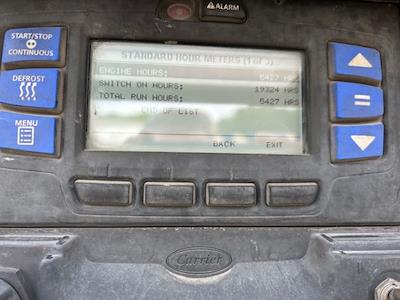 ALARM
START/STOP
CONTINUOUS
DEFROST
MENU
STANDARD HOUR METERS (1 of )
ENGINE HOURS: 5427 HRS
SWITCH ON HOURS: 19324 HRS
TOTAL RUN HOURS: 5427 HRS
END OF LIST
BACK EXIT
=
Carrier